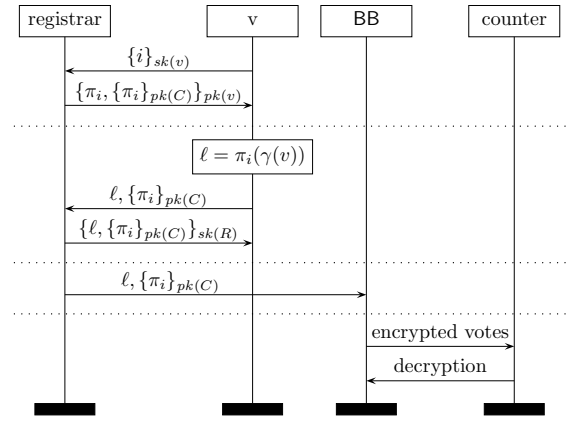 registrar v BB counter
{i}_{sk(v)}
{π_i, {π_i}_{pk(C)}}_{pk(v)}
ℓ = π_i(γ(v))
ℓ, {π_i}_{pk(C)}
{ℓ, {π_i}_{pk(C)}}_{sk(R)}
ℓ, {π_i}_{pk(C)}
encrypted votes
decryption